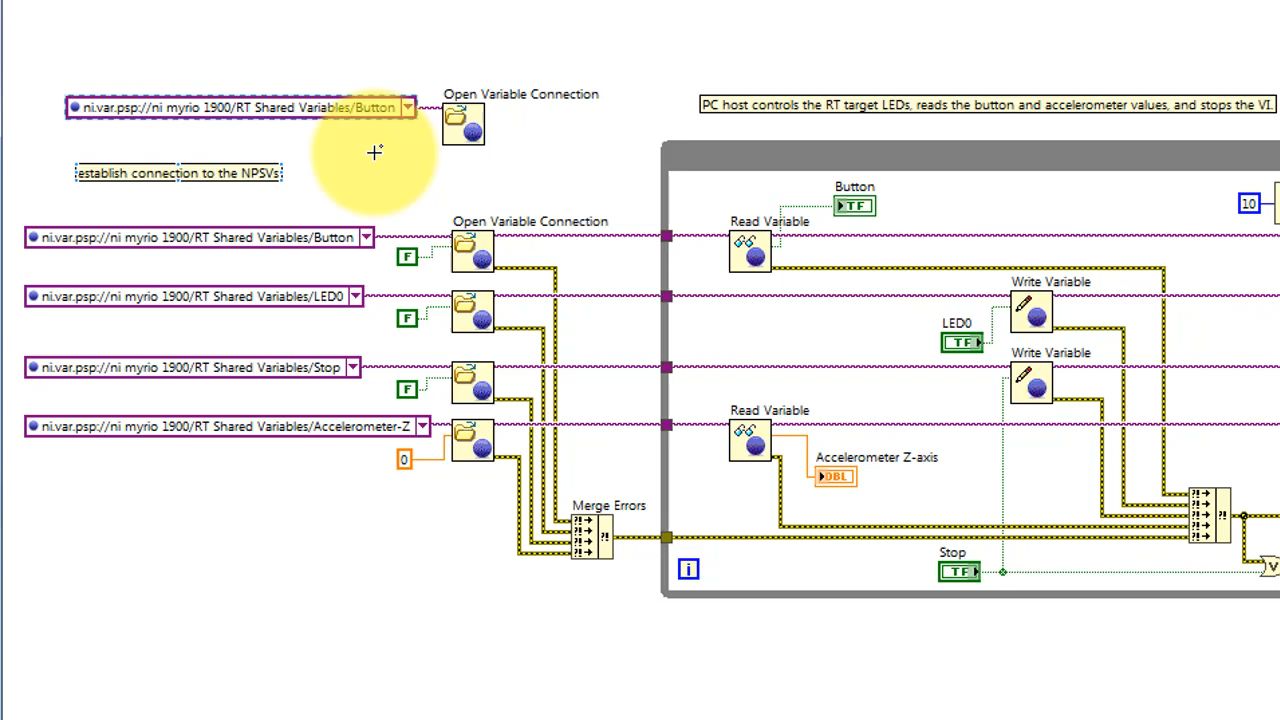 Open Variable Connection
ni.var.psp://ni myrio 1900/RT Shared Variables/Button
PC host controls the RT target LEDs, reads the button and accelerometer values, and stops the VI.
establish connection to the NPSVs
Button
TF
10
Open Variable Connection
Read Variable
ni.var.psp://ni myrio 1900/RT Shared Variables/Button
F
Write Variable
ni.var.psp://ni myrio 1900/RT Shared Variables/LED0
F
LED0
TF
Write Variable
ni.var.psp://ni myrio 1900/RT Shared Variables/Stop
F
Read Variable
ni.var.psp://ni myrio 1900/RT Shared Variables/Accelerometer-Z
0
Accelerometer Z-axis
DBL
Merge Errors
?!
?!
?!
?!
?!
?!
?!
?!
?!
?!
?!
Stop
i
TF
V